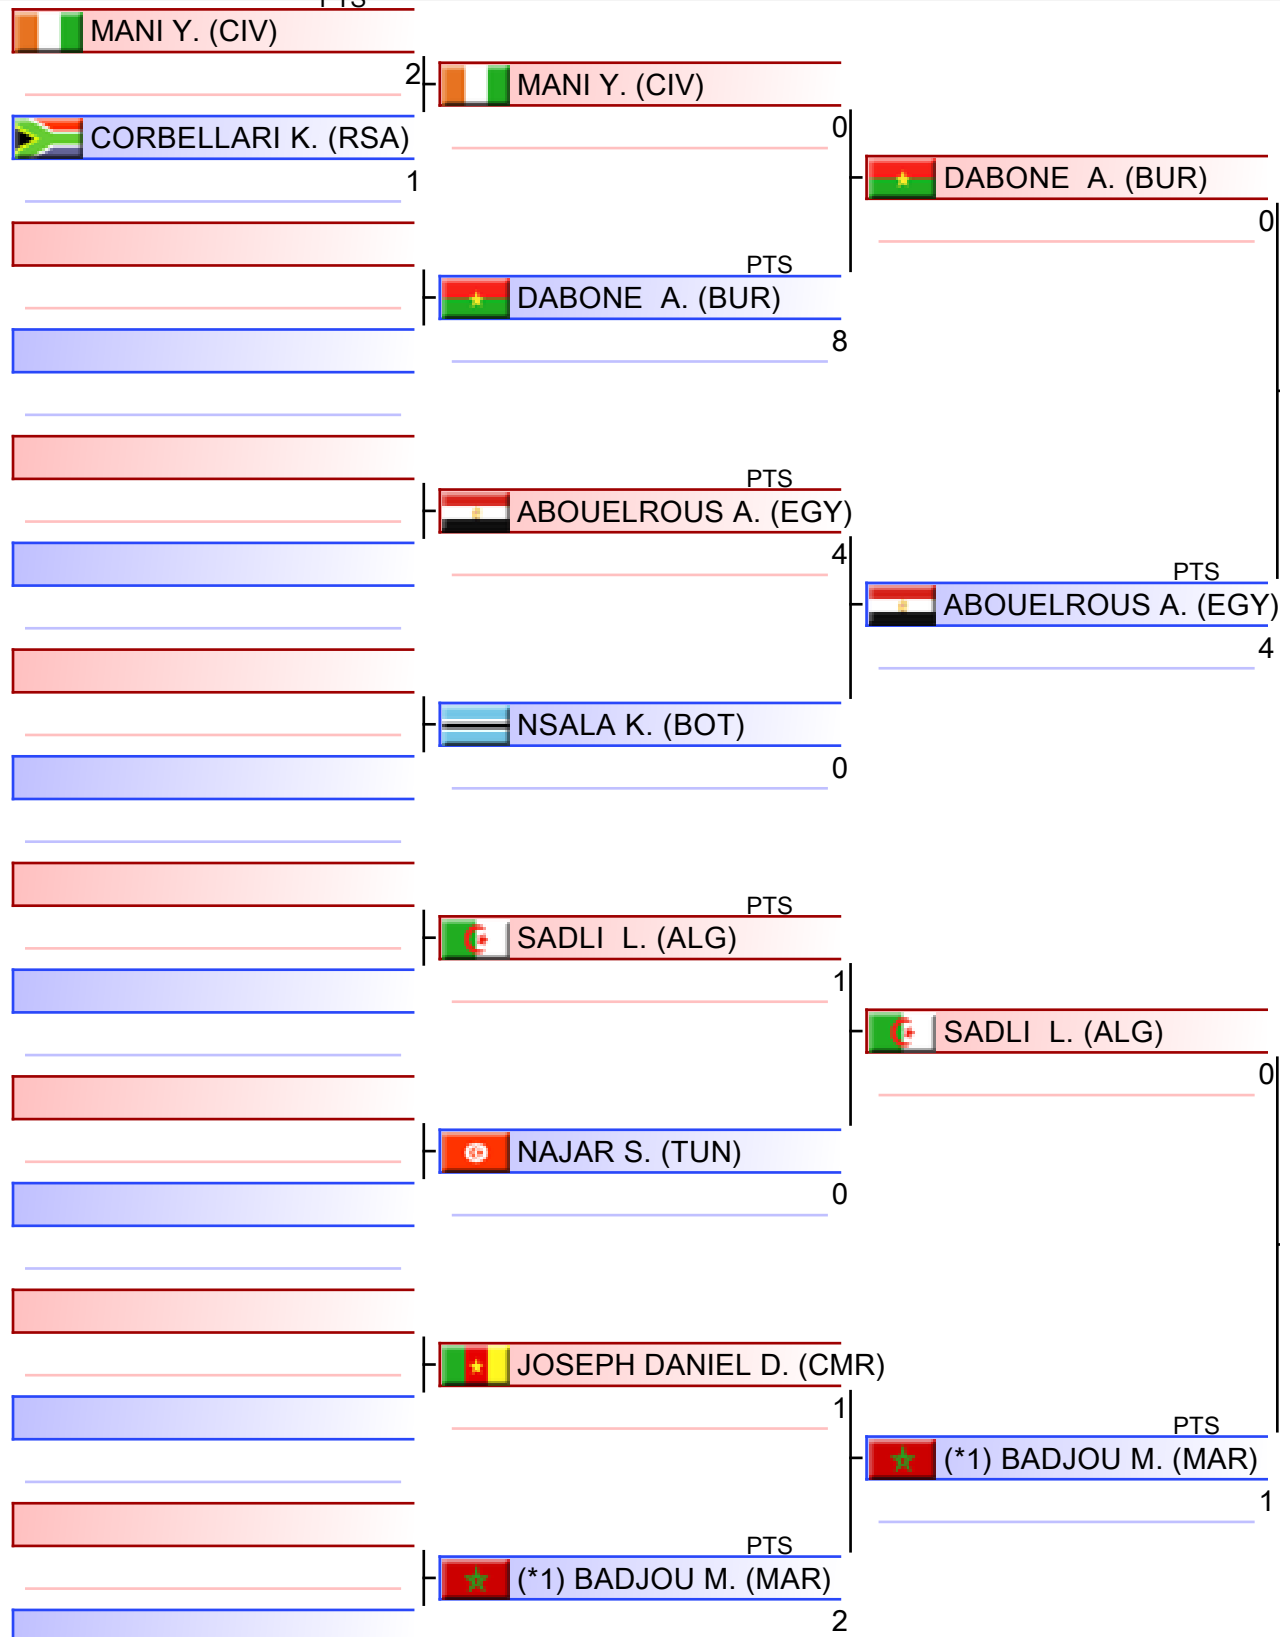 PTS
MANI Y. (CIV)
2
CORBELLARI K. (RSA)
1
MANI Y. (CIV)
0
PTS
DABONE A. (BUR)
8
PTS
ABOUELROUS A. (EGY)
4
NSALA K. (BOT)
0
PTS
SADLI L. (ALG)
1
NAJAR S. (TUN)
0
JOSEPH DANIEL D. (CMR)
1
PTS
(*1) BADJOU M. (MAR)
2
DABONE A. (BUR)
0
PTS
ABOUELROUS A. (EGY)
4
SADLI L. (ALG)
0
PTS
(*1) BADJOU M. (MAR)
1